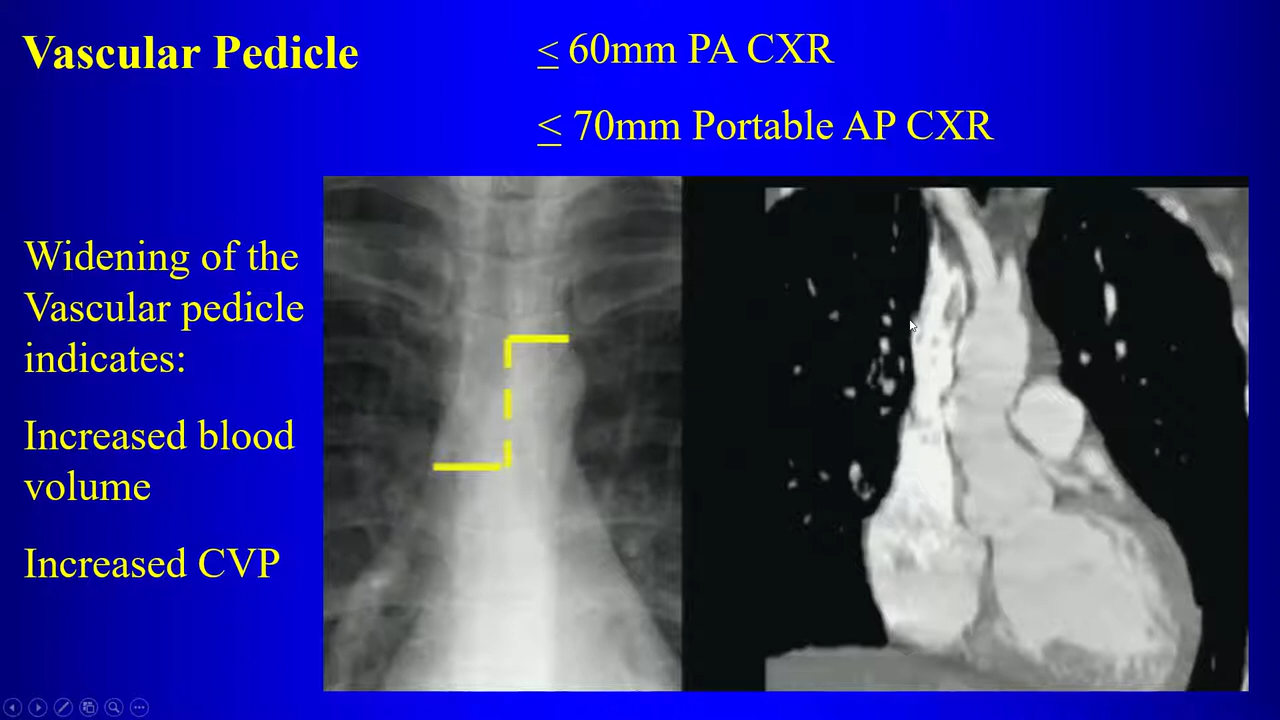 Vascular Pedicle
≤ 60mm PA CXR
≤ 70mm Portable AP CXR
Widening of the
Vascular pedicle
indicates:
Increased blood
volume
Increased CVP